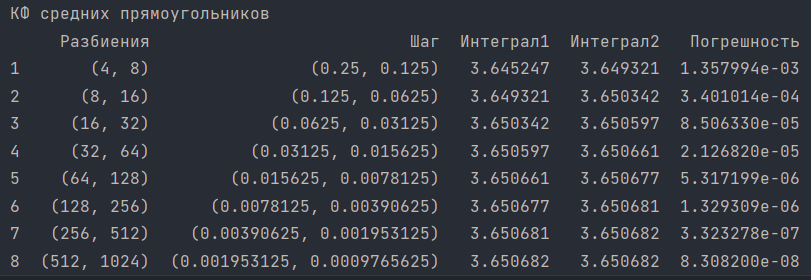 КФ средних прямоугольников
Разбиения Шаг Интеграл1 Интеграл2 Погрешность
1 (4, 8) (0.25, 0.125) 3.645247 3.649321 1.357994e-03
2 (8, 16) (0.125, 0.0625) 3.649321 3.650342 3.401014e-04
3 (16, 32) (0.0625, 0.03125) 3.650342 3.650597 8.506330e-05
4 (32, 64) (0.03125, 0.015625) 3.650597 3.650661 2.126820e-05
5 (64, 128) (0.015625, 0.0078125) 3.650661 3.650677 5.317199e-06
6 (128, 256) (0.0078125, 0.00390625) 3.650677 3.650681 1.329309e-06
7 (256, 512) (0.00390625, 0.001953125) 3.650681 3.650682 3.323278e-07
8 (512, 1024) (0.001953125, 0.0009765625) 3.650682 3.650682 8.308200e-08